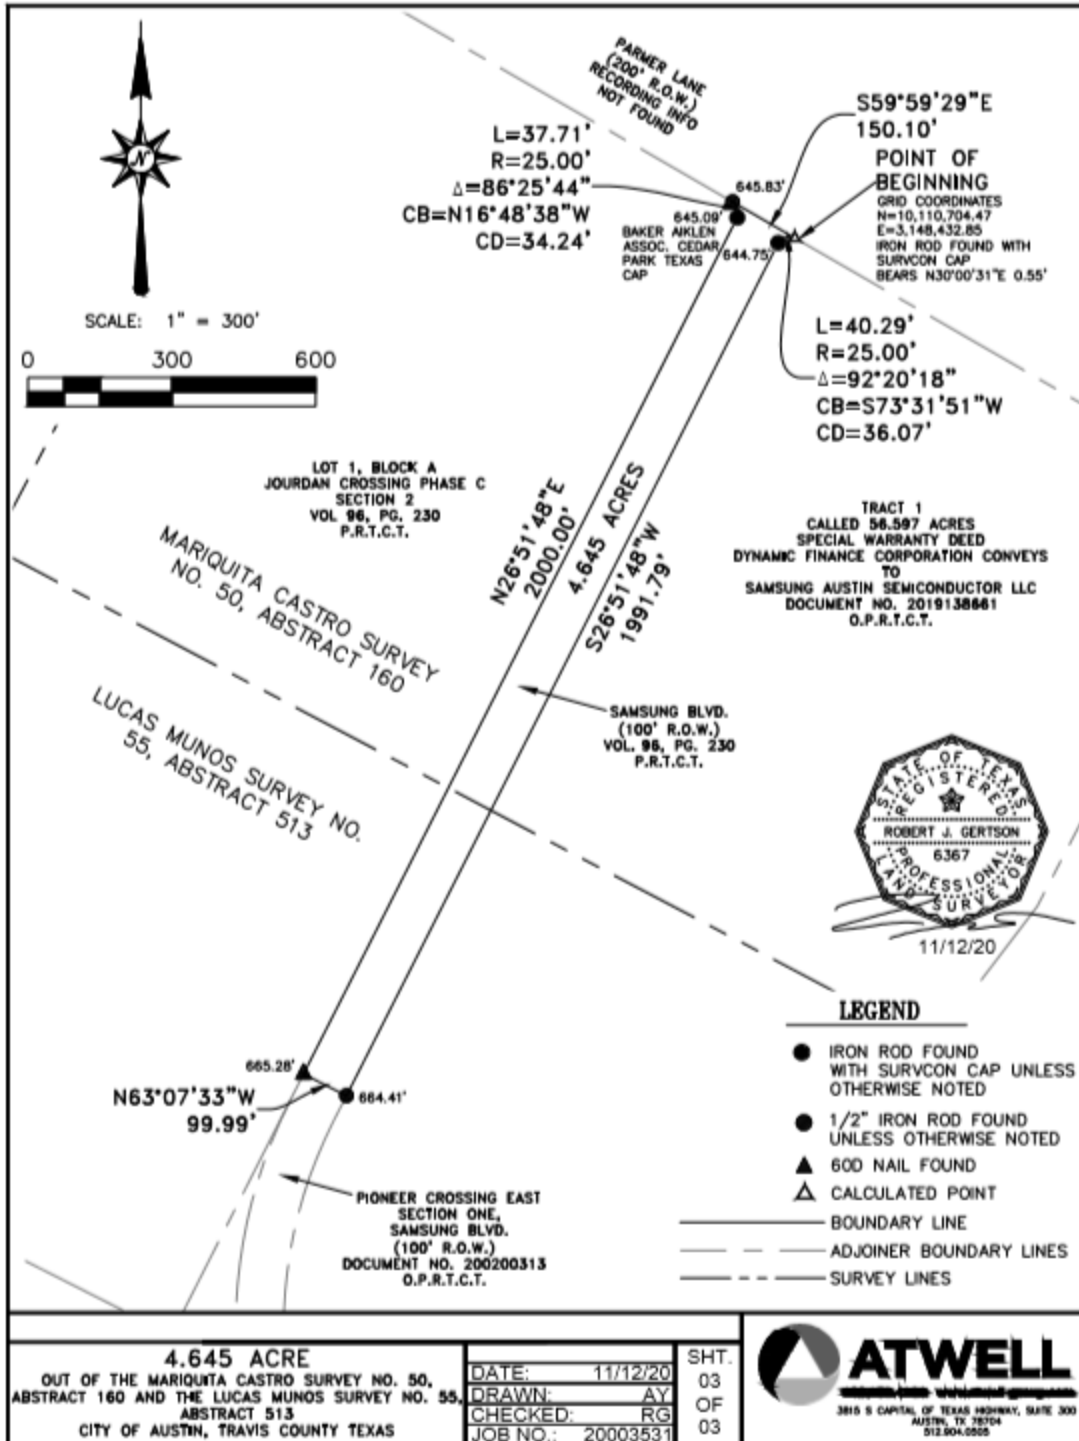 PARMER LANE
(200' R.O.W.)
RECORDING INFO
NOT FOUND
S59°59'29"E
150.10'
POINT OF
BEGINNING
GRID COORDINATES
N=10,110,704.47
E=3,148,432.85
IRON ROD FOUND WITH
SURVCON CAP
BEARS N30°00'31"E 0.55'
L=37.71'
R=25.00'
Δ=86°25'44"
CB=N16°48'38"W
CD=34.24'
645.83'
645.09'
BAKER AIKLEN
ASSOC. CEDAR
PARK TEXAS
CAP
644.75'
N
SCALE: 1" = 300'
0 300 600
L=40.29'
R=25.00'
Δ=92°20'18"
CB=S73°31'51"W
CD=36.07'
LOT 1, BLOCK A
JOURDAN CROSSING PHASE C
SECTION 2
VOL 96, PG. 230
P.R.T.C.T.
N26°51'48"E
2000.00'
4.645 ACRES
S26°51'48"W
1991.79'
TRACT 1
CALLED 56.597 ACRES
SPECIAL WARRANTY DEED
DYNAMIC FINANCE CORPORATION CONVEYS
TO
SAMSUNG AUSTIN SEMICONDUCTOR LLC
DOCUMENT NO. 2019138661
O.P.R.T.C.T.
MARIQUITA CASTRO SURVEY
NO. 50, ABSTRACT 160
LUCAS MUNOS SURVEY NO.
55, ABSTRACT 513
SAMSUNG BLVD.
(100' R.O.W.)
VOL. 96, PG. 230
P.R.T.C.T.
STATE OF TEXAS
REGISTERED
ROBERT J. GERTSON
6367
PROFESSIONAL
LAND SURVEYOR
11/12/20
665.28'
N63°07'33"W
99.99'
664.41'
PIONEER CROSSING EAST
SECTION ONE,
SAMSUNG BLVD.
(100' R.O.W.)
DOCUMENT NO. 200200313
O.P.R.T.C.T.
LEGEND
IRON ROD FOUND
WITH SURVCON CAP UNLESS
OTHERWISE NOTED
1/2" IRON ROD FOUND
UNLESS OTHERWISE NOTED
60D NAIL FOUND
CALCULATED POINT
BOUNDARY LINE
ADJOINER BOUNDARY LINES
SURVEY LINES
4.645 ACRE
OUT OF THE MARIQUITA CASTRO SURVEY NO. 50,
ABSTRACT 160 AND THE LUCAS MUNOS SURVEY NO. 55,
ABSTRACT 513
CITY OF AUSTIN, TRAVIS COUNTY TEXAS
DATE: 11/12/20
DRAWN: AY
CHECKED: RG
JOB NO.: 20003531
SHT.
03
OF
03
ATWELL
3815 S CAPITAL OF TEXAS HIGHWAY, SUITE 300
AUSTIN, TX 78704
512.904.0505